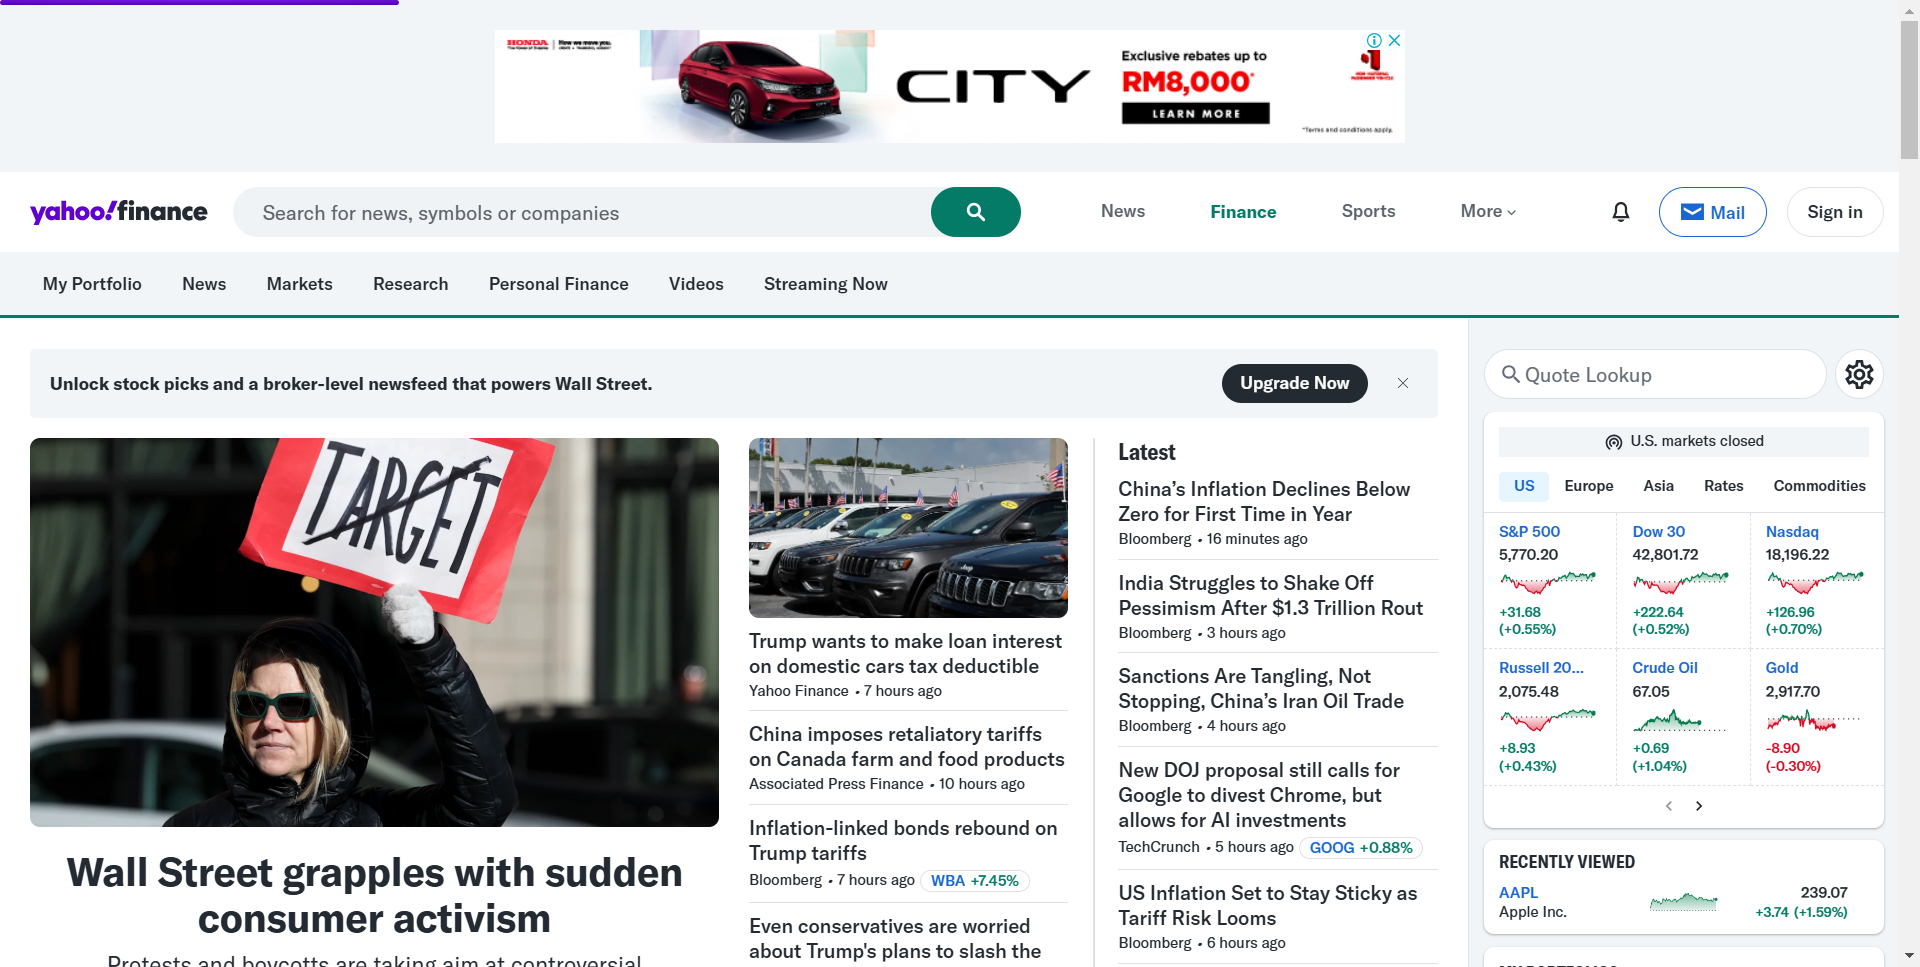 HONDA
How we move you.
CITY
Exclusive rebates up to
RM8,000*
LEARN MORE
*Terms and conditions apply.
yahoo!finance
Search for news, symbols or companies
News
Finance
Sports
More
Mail
Sign in
My Portfolio
News
Markets
Research
Personal Finance
Videos
Streaming Now
Unlock stock picks and a broker-level newsfeed that powers Wall Street.
Upgrade Now
TARGET
Wall Street grapples with sudden
consumer activism
Protests and boycotts are taking aim at controversial
Jeep
Trump wants to make loan interest
on domestic cars tax deductible
Yahoo Finance • 7 hours ago
China imposes retaliatory tariffs
on Canada farm and food products
Associated Press Finance • 10 hours ago
Inflation-linked bonds rebound on
Trump tariffs
Bloomberg • 7 hours ago WBA +7.45%
Even conservatives are worried
about Trump's plans to slash the
Latest
China’s Inflation Declines Below
Zero for First Time in Year
Bloomberg • 16 minutes ago
India Struggles to Shake Off
Pessimism After $1.3 Trillion Rout
Bloomberg • 3 hours ago
Sanctions Are Tangling, Not
Stopping, China’s Iran Oil Trade
Bloomberg • 4 hours ago
New DOJ proposal still calls for
Google to divest Chrome, but
allows for AI investments
TechCrunch • 5 hours ago GOOG +0.88%
US Inflation Set to Stay Sticky as
Tariff Risk Looms
Bloomberg • 6 hours ago
Quote Lookup
U.S. markets closed
US
Europe
Asia
Rates
Commodities
S&P 500
5,770.20
+31.68
(+0.55%)
Dow 30
42,801.72
+222.64
(+0.52%)
Nasdaq
18,196.22
+126.96
(+0.70%)
Russell 20...
2,075.48
+8.93
(+0.43%)
Crude Oil
67.05
+0.69
(+1.04%)
Gold
2,917.70
-8.90
(-0.30%)
RECENTLY VIEWED
AAPL
239.07
Apple Inc.
+3.74 (+1.59%)